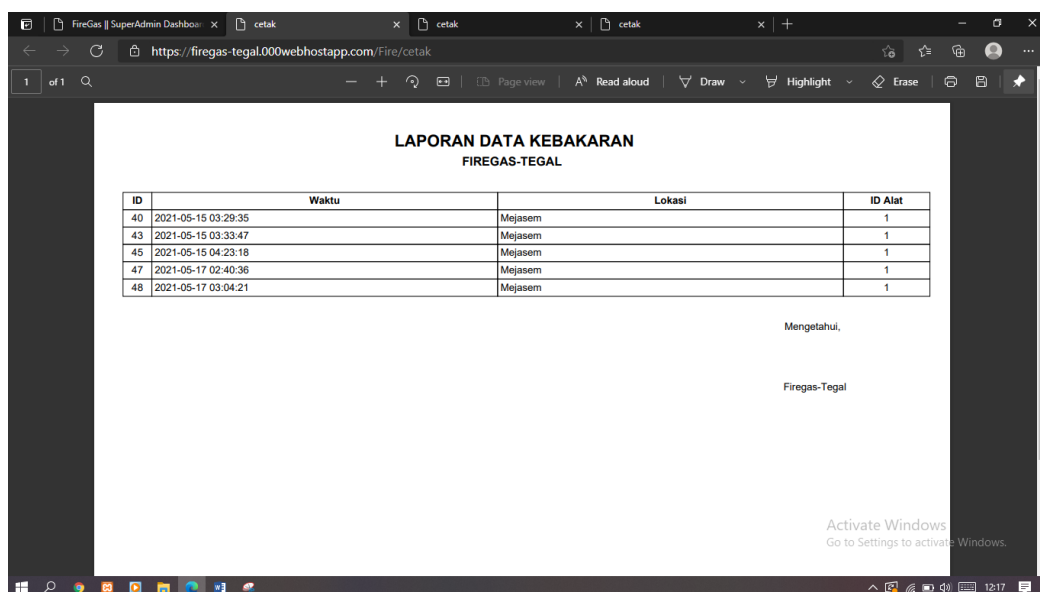 FireGas || SuperAdmin Dashboar
cetak
cetak
cetak
https://firegas-tegal.000webhostapp.com/Fire/cetak
1 of 1 Page view Read aloud Draw Highlight Erase
LAPORAN DATA KEBAKARAN
FIREGAS-TEGAL
ID Waktu Lokasi ID Alat
40 2021-05-15 03:29:35 Mejasem 1
43 2021-05-15 03:33:47 Mejasem 1
45 2021-05-15 04:23:18 Mejasem 1
47 2021-05-17 02:40:36 Mejasem 1
48 2021-05-17 03:04:21 Mejasem 1
Mengetahui,
Firegas-Tegal
Activate Windows
Go to Settings to activate Windows.
12:17